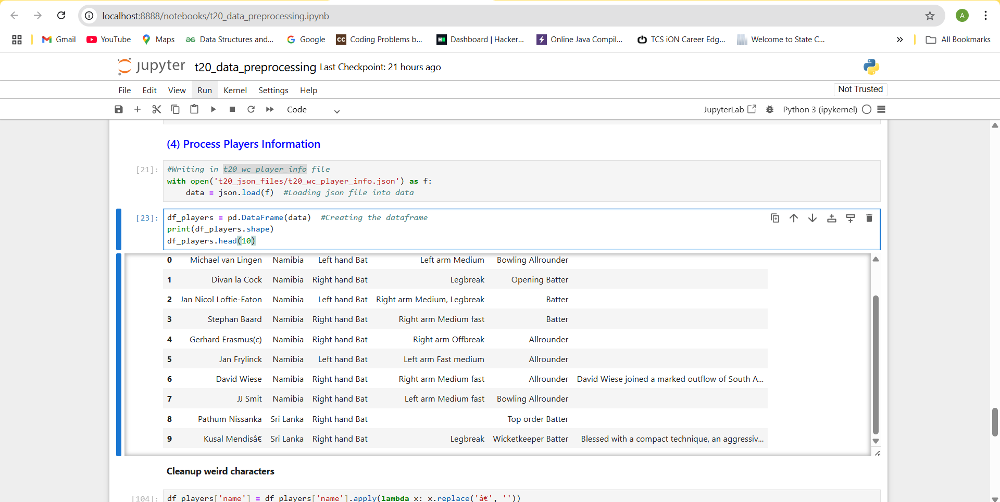 localhost:8888/notebooks/t20_data_preprocessing.ipynb
A
Gmail YouTube Maps Data Structures and... Google CC Coding Problems b... Dashboard | Hacker... Online Java Compil... TCS iON Career Edg... Welcome to State C... » All Bookmarks
jupyter t20_data_preprocessing Last Checkpoint: 21 hours ago
File Edit View Run Kernel Settings Help Not Trusted
Code JupyterLab Python 3 (ipykernel)
(4) Process Players Information
[21]: #Writing in t20_wc_player_info file
with open('t20_json_files/t20_wc_player_info.json') as f:
data = json.load(f) #Loading json file into data
[23]: df_players = pd.DataFrame(data) #Creating the dataframe
print(df_players.shape)
df_players.head(10)
0 Michael van Lingen Namibia Left hand Bat Left arm Medium Bowling Allrounder
1 Divan la Cock Namibia Right hand Bat Legbreak Opening Batter
2 Jan Nicol Loftie-Eaton Namibia Left hand Bat Right arm Medium, Legbreak Batter
3 Stephan Baard Namibia Right hand Bat Right arm Medium fast Batter
4 Gerhard Erasmus(c) Namibia Right hand Bat Right arm Offbreak Allrounder
5 Jan Frylinck Namibia Left hand Bat Left arm Fast medium Allrounder
6 David Wiese Namibia Right hand Bat Right arm Medium fast Allrounder David Wiese joined a marked outflow of South A...
7 JJ Smit Namibia Right hand Bat Left arm Medium fast Bowling Allrounder
8 Pathum Nissanka Sri Lanka Right hand Bat Top order Batter
9 Kusal Mendisâ€ Sri Lanka Right hand Bat Legbreak Wicketkeeper Batter Blessed with a compact technique, an aggressiv...
Cleanup weird characters
[104]: df_players['name'] = df_players['name'].apply(lambda x: x.replace('â€', ''))